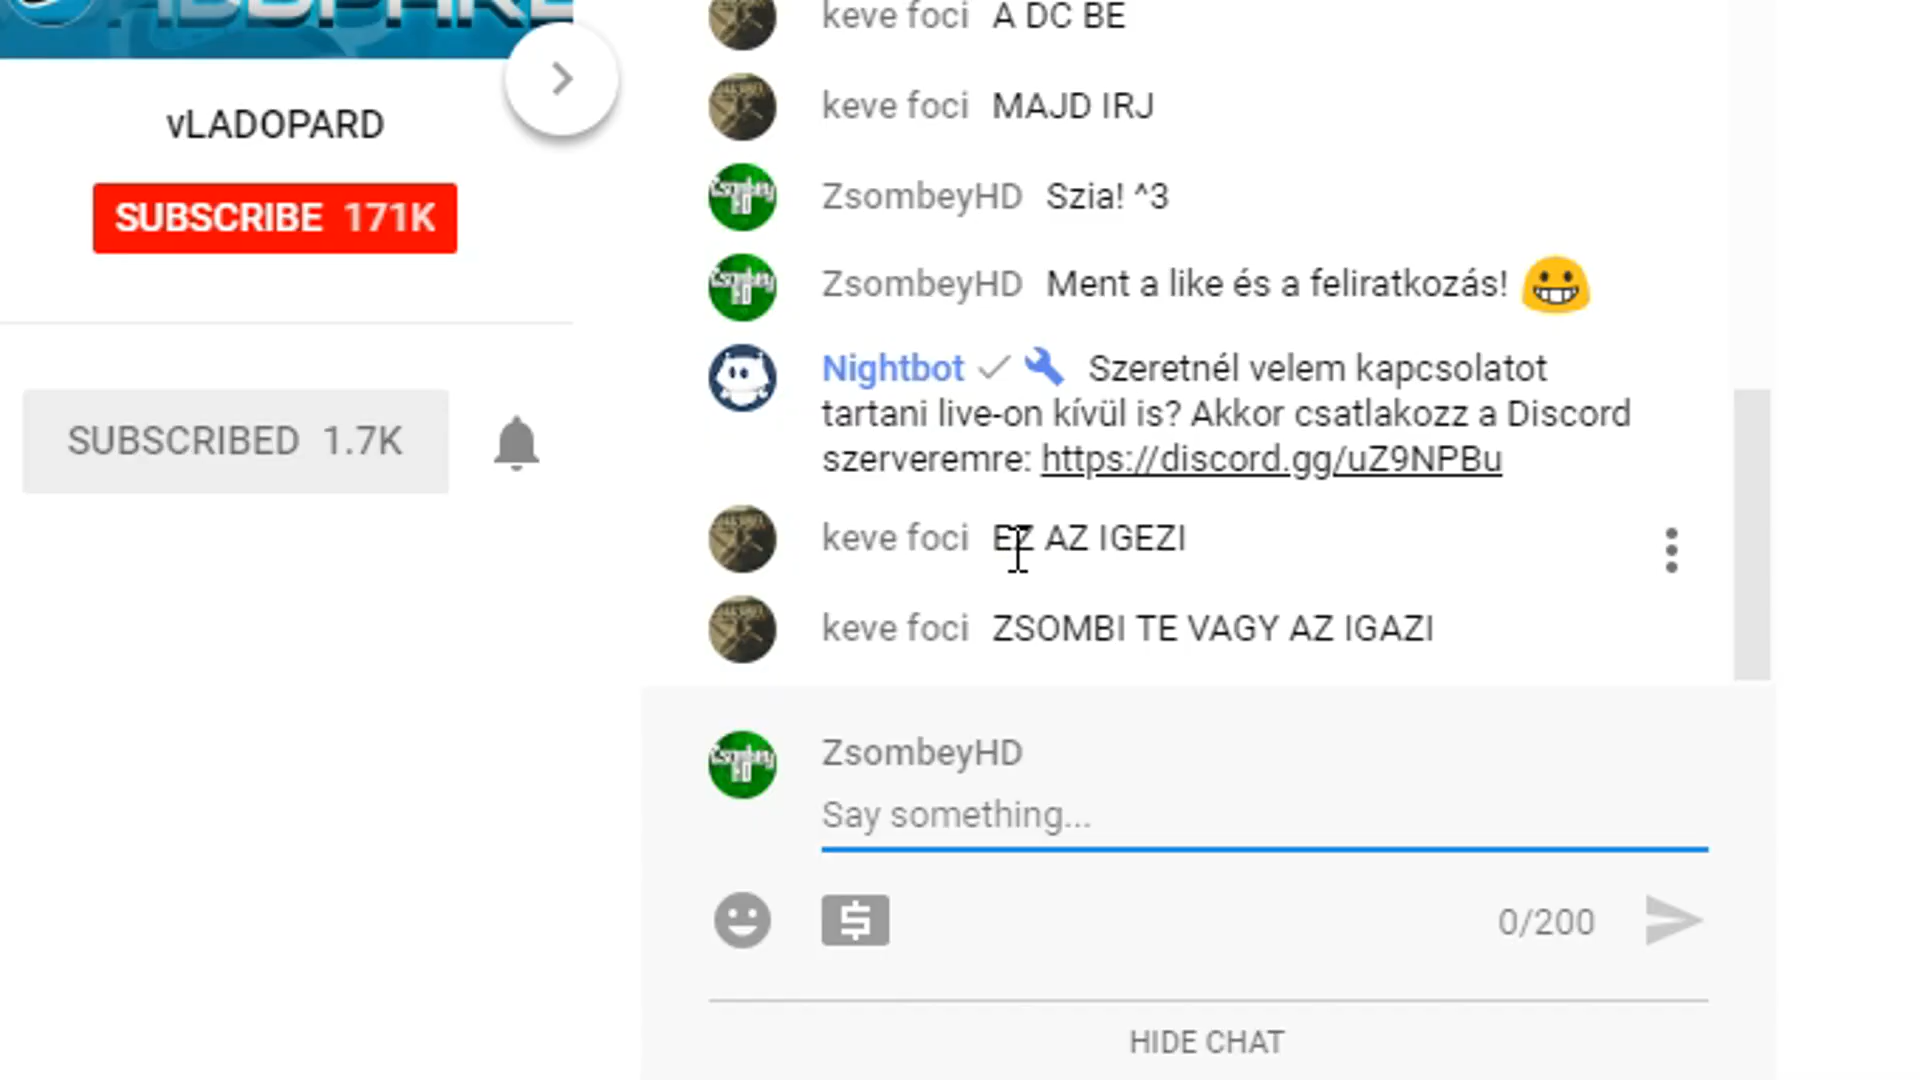 vLADOPARD
SUBSCRIBE 171K
SUBSCRIBED 1.7K
keve foci A DC BE
keve foci MAJD IRJ
ZsombeyHD Szia! ^3
ZsombeyHD Ment a like és a feliratkozás!
Nightbot Szeretnél velem kapcsolatot
tartani live-on kívül is? Akkor csatlakozz a Discord
szerveremre: https://discord.gg/uZ9NPBu
keve foci EZ AZ IGEZI
keve foci ZSOMBI TE VAGY AZ IGAZI
ZsombeyHD
Say something...
0/200
HIDE CHAT